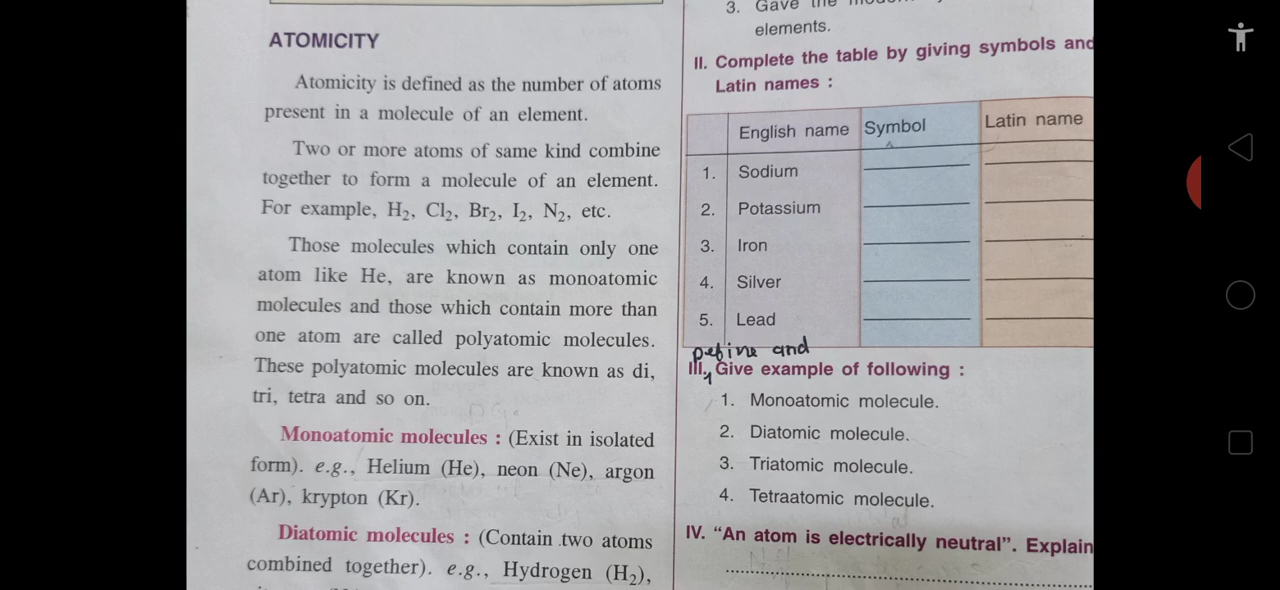 ATOMICITY
Atomicity is defined as the number of atoms
present in a molecule of an element.
Two or more atoms of same kind combine
together to form a molecule of an element.
For example, H₂, Cl₂, Br₂, I₂, N₂, etc.
Those molecules which contain only one
atom like He, are known as monoatomic
molecules and those which contain more than
one atom are called polyatomic molecules.
These polyatomic molecules are known as di,
tri, tetra and so on.
Monoatomic molecules : (Exist in isolated
form). e.g., Helium (He), neon (Ne), argon
(Ar), krypton (Kr).
Diatomic molecules : (Contain two atoms
combined together). e.g., Hydrogen (H₂),
3. Gave the
elements.
II. Complete the table by giving symbols and
Latin names :
English name Symbol Latin name
1. Sodium
2. Potassium
3. Iron
4. Silver
5. Lead
Define and
III. Give example of following :
1. Monoatomic molecule.
2. Diatomic molecule.
3. Triatomic molecule.
4. Tetraatomic molecule.
IV. “An atom is electrically neutral”. Explain